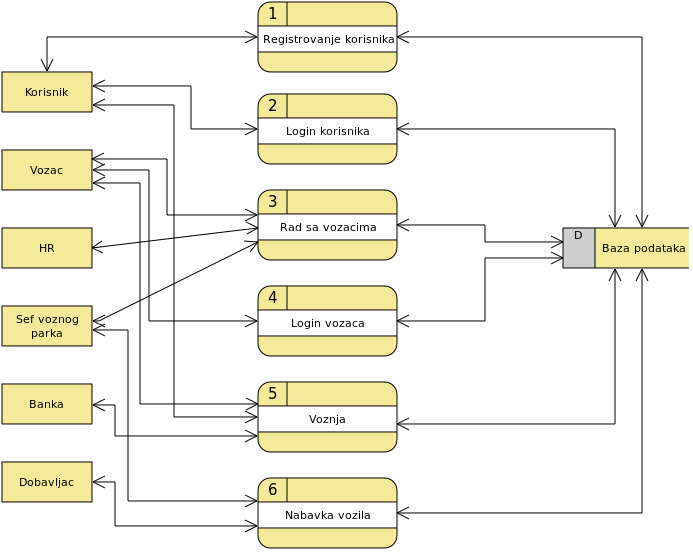 1
Registrovanje korisnika
Korisnik
2
Login korisnika
Vozac
3
Rad sa vozacima
HR
D
Baza podataka
4
Login vozaca
Sef voznog
parka
5
Voznja
Banka
6
Nabavka vozila
Dobavljac